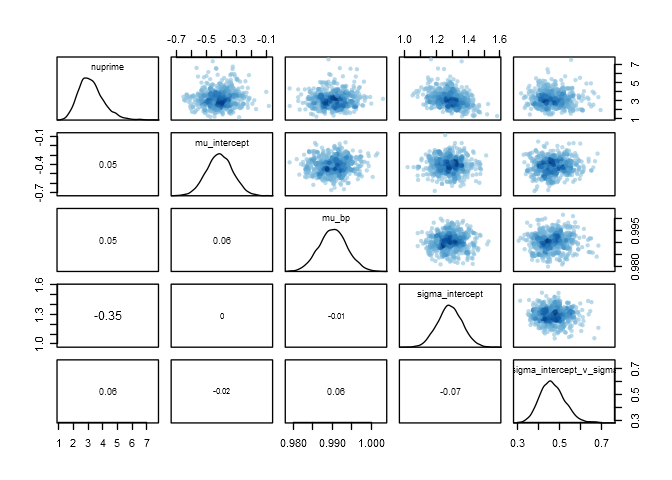 -0.7 -0.4 -0.3 -0.1 1.0 1.3 1.6
nuprime
1 3 5 7
-0.7 -0.4 -0.1
0.05
mu_intercept
0.05
0.06
mu_bp
0.980 0.995
1.0 1.3 1.6
-0.35
0
-0.01
sigma_intercept
0.06
-0.02
0.06
-0.07
sigma_intercept_v_sigma
0.3 0.5 0.7
1 2 3 4 5 6 7 0.980 0.990 1.000 0.3 0.5 0.7